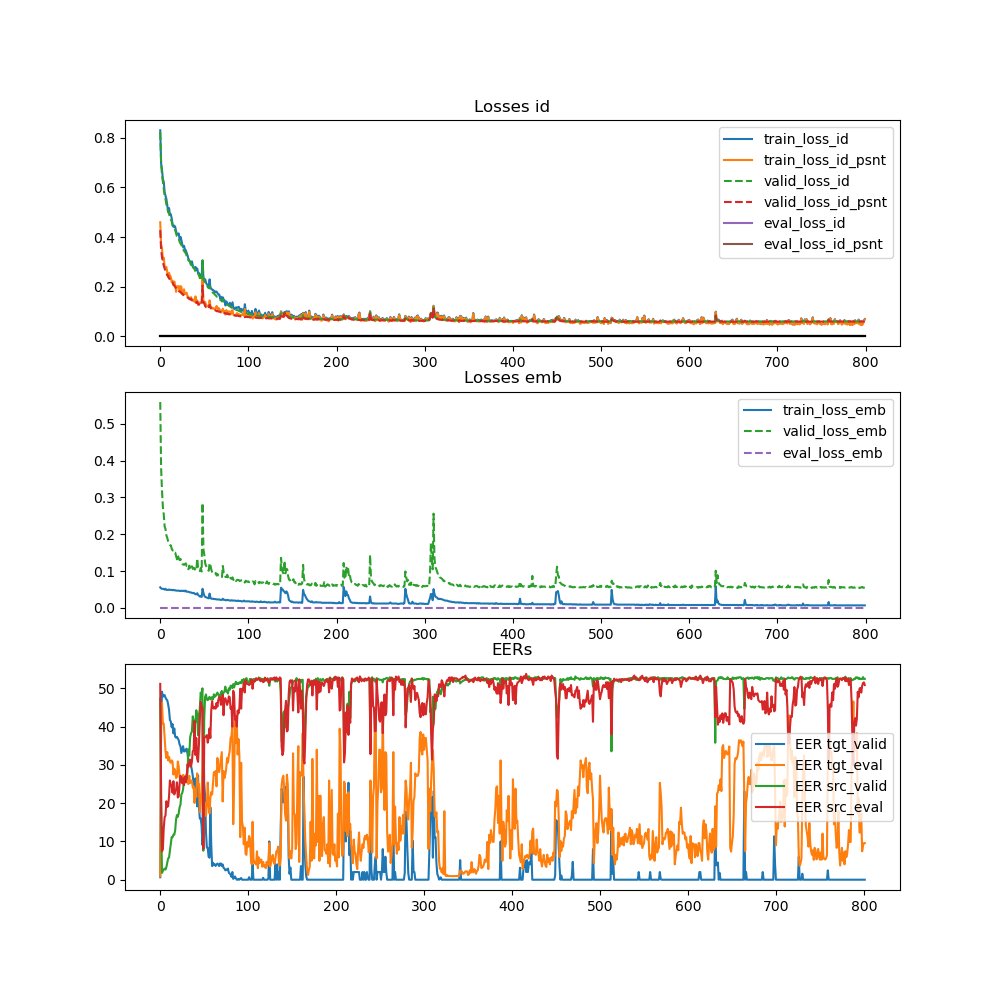 Losses id
0.8
0.6
0.4
0.2
0.0
train_loss_id
train_loss_id_psnt
valid_loss_id
valid_loss_id_psnt
eval_loss_id
eval_loss_id_psnt
0 100 200 300 400 500 600 700 800
Losses emb
0.5
0.4
0.3
0.2
0.1
0.0
train_loss_emb
valid_loss_emb
eval_loss_emb
0 100 200 300 400 500 600 700 800
EERs
50
40
30
20
10
0
EER tgt_valid
EER tgt_eval
EER src_valid
EER src_eval
0 100 200 300 400 500 600 700 800